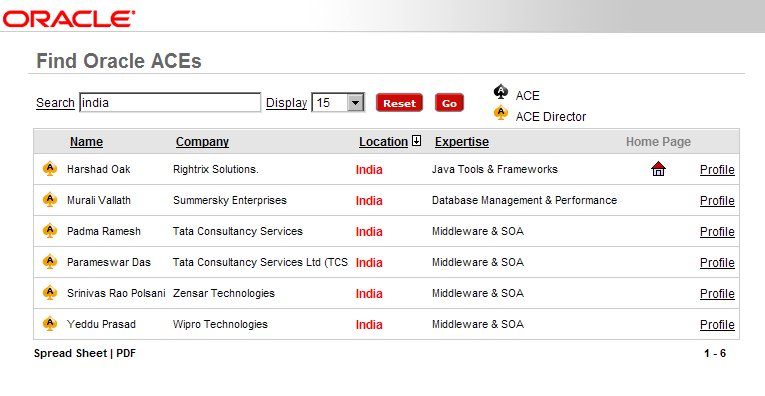 ORACLE®
Find Oracle ACEs
Search india Display 15 Reset Go
ACE
ACE Director
Name Company Location Expertise Home Page
Harshad Oak Rightrix Solutions. India Java Tools & Frameworks Profile
Murali Vallath Summersky Enterprises India Database Management & Performance Profile
Padma Ramesh Tata Consultancy Services India Middleware & SOA Profile
Parameswar Das Tata Consultancy Services Ltd (TCS India Middleware & SOA Profile
Srinivas Rao Polsani Zensar Technologies India Middleware & SOA Profile
Yeddu Prasad Wipro Technologies India Middleware & SOA Profile
Spread Sheet | PDF 1 - 6